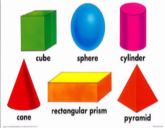 cube sphere cylinder
cone rectangular prism pyramid